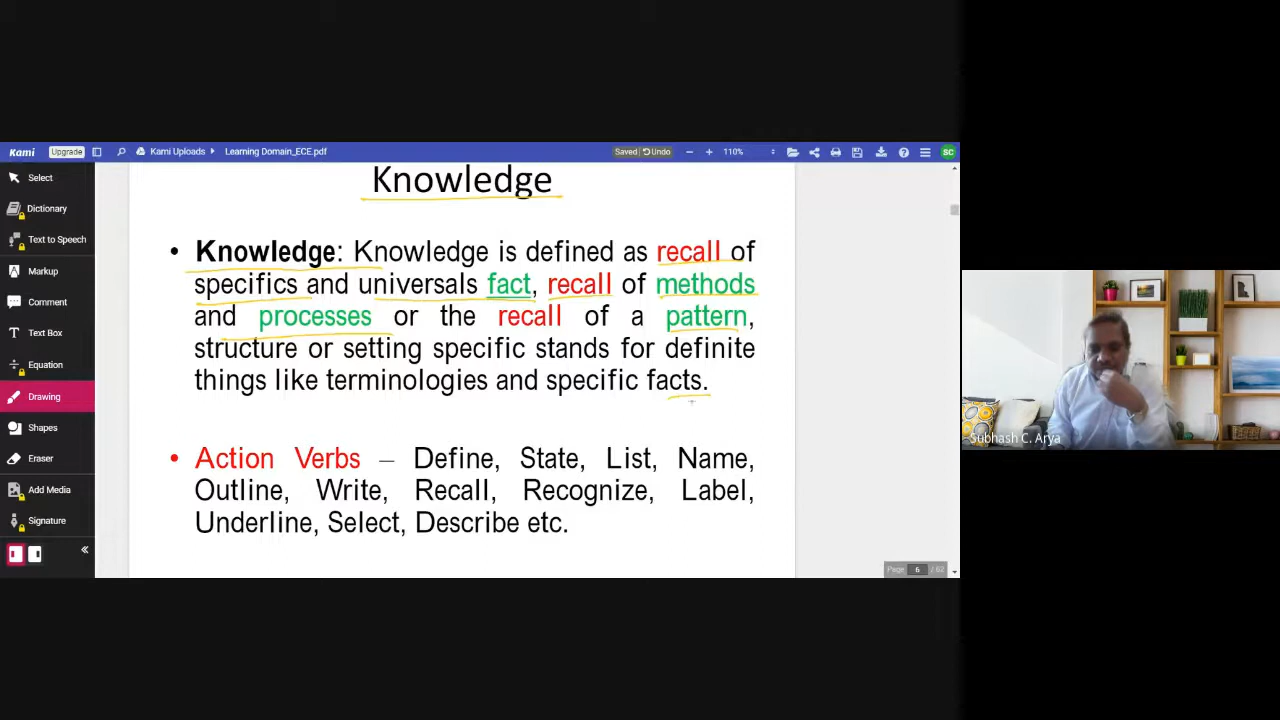 Kami Upgrade Kami Uploads Learning Domain_ECE.pdf Saved Undo 110% SC
Select
Dictionary
Text to Speech
Markup
Comment
Text Box
Equation
Drawing
Shapes
Eraser
Add Media
Signature
Knowledge
• Knowledge: Knowledge is defined as recall of
specifics and universals fact, recall of methods
and processes or the recall of a pattern,
structure or setting specific stands for definite
things like terminologies and specific facts.
• Action Verbs – Define, State, List, Name,
Outline, Write, Recall, Recognize, Label,
Underline, Select, Describe etc.
Page 6 / 62
Subhash C. Arya